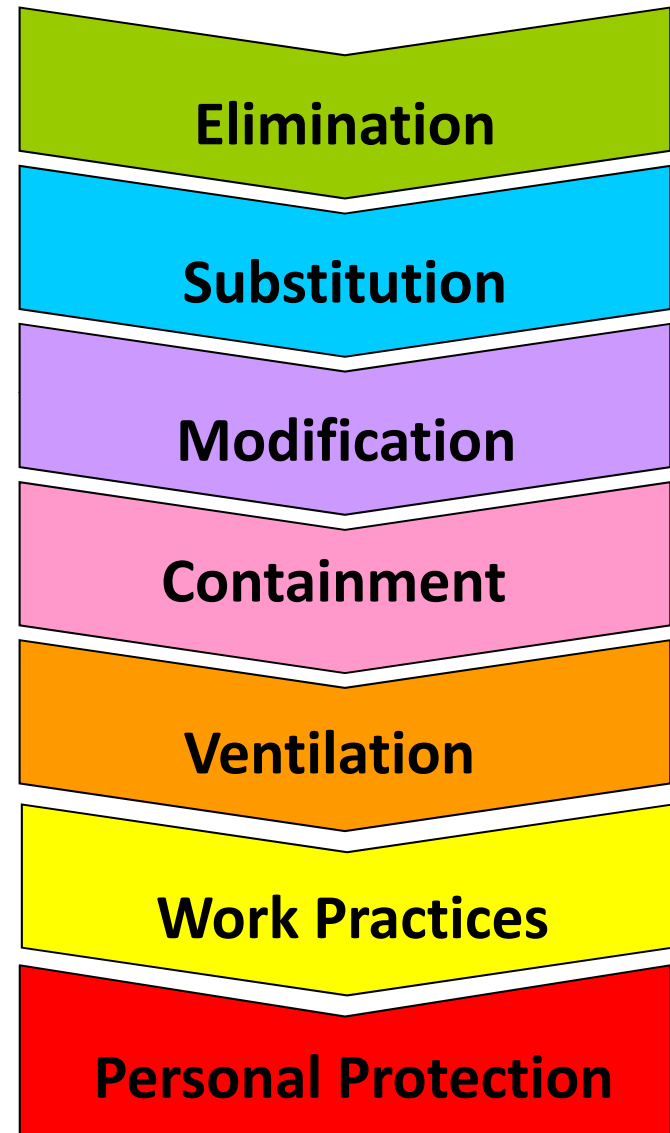 Elimination
Substitution
Modification
Containment
Ventilation
Work Practices
Personal Protection